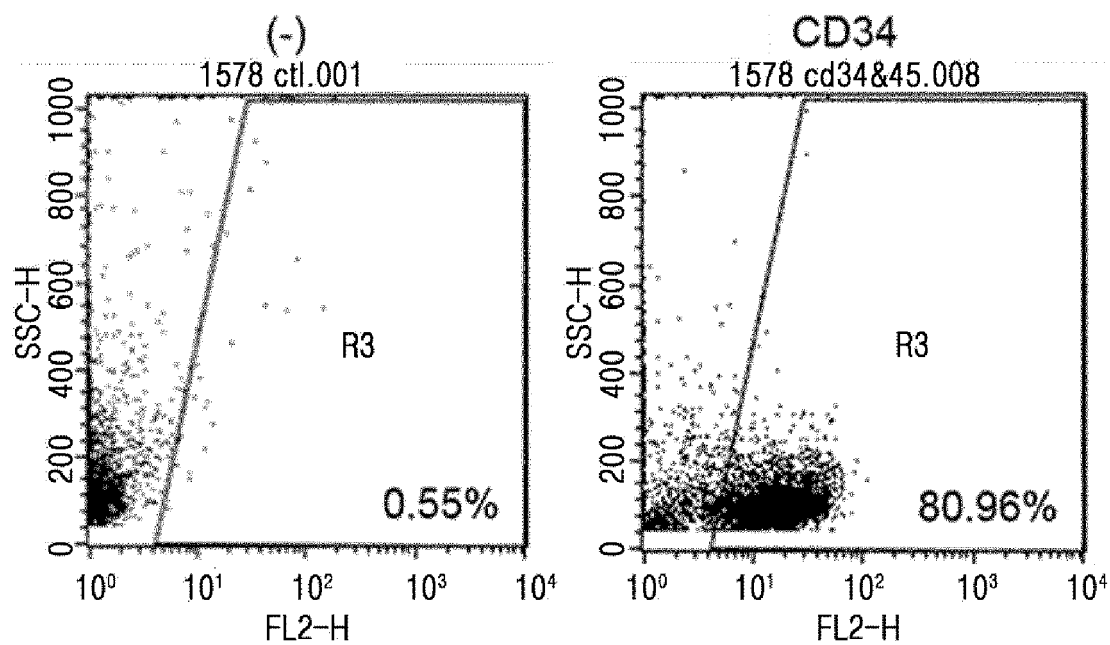 (-)
1578 ctl.001
SSC-H
1000
800
600
400
200
0
R3
0.55%
10⁰ 10¹ 10² 10³ 10⁴
FL2-H
CD34
1578 cd34&45.008
SSC-H
1000
800
600
400
200
0
R3
80.96%
10⁰ 10¹ 10² 10³ 10⁴
FL2-H